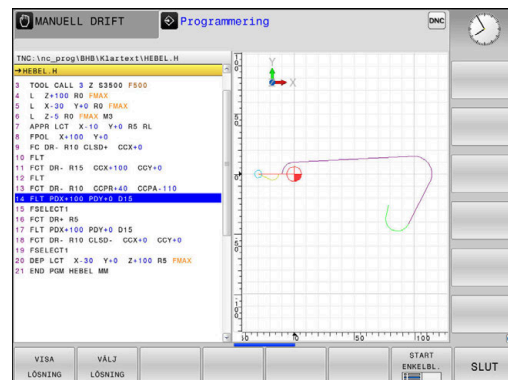 MANUELL DRIFT
Programmering
DNC
TNC:\nc_prog\BHB\Klartext\HEBEL.H
→HEBEL.H
3 TOOL CALL 3 Z S3500 F500
4 L Z+100 R0 FMAX
5 L X-30 Y+0 R0 FMAX
6 L Z-5 R0 FMAX M3
7 APPR LCT X-10 Y+0 R5 RL
8 FPOL X+100 Y+0
9 FC DR- R10 CLSD+ CCX+0
10 FLT
11 FCT DR- R15 CCX+100 CCY+0
12 FLT
13 FCT DR- R10 CCPR+40 CCPA-110
14 FLT PDX+100 PDY+0 D15
15 FSELECT1
16 FCT DR+ R5
17 FLT PDX+100 PDY+0 D15
18 FCT DR- R10 CLSD- CCX+0 CCY+0
19 FSELECT1
20 DEP LCT X-30 Y+0 Z+100 R5 FMAX
21 END PGM HEBEL MM
Y
X
50
100
VISA LÖSNING
VÄLJ LÖSNING
START ENKELBL.
SLUT